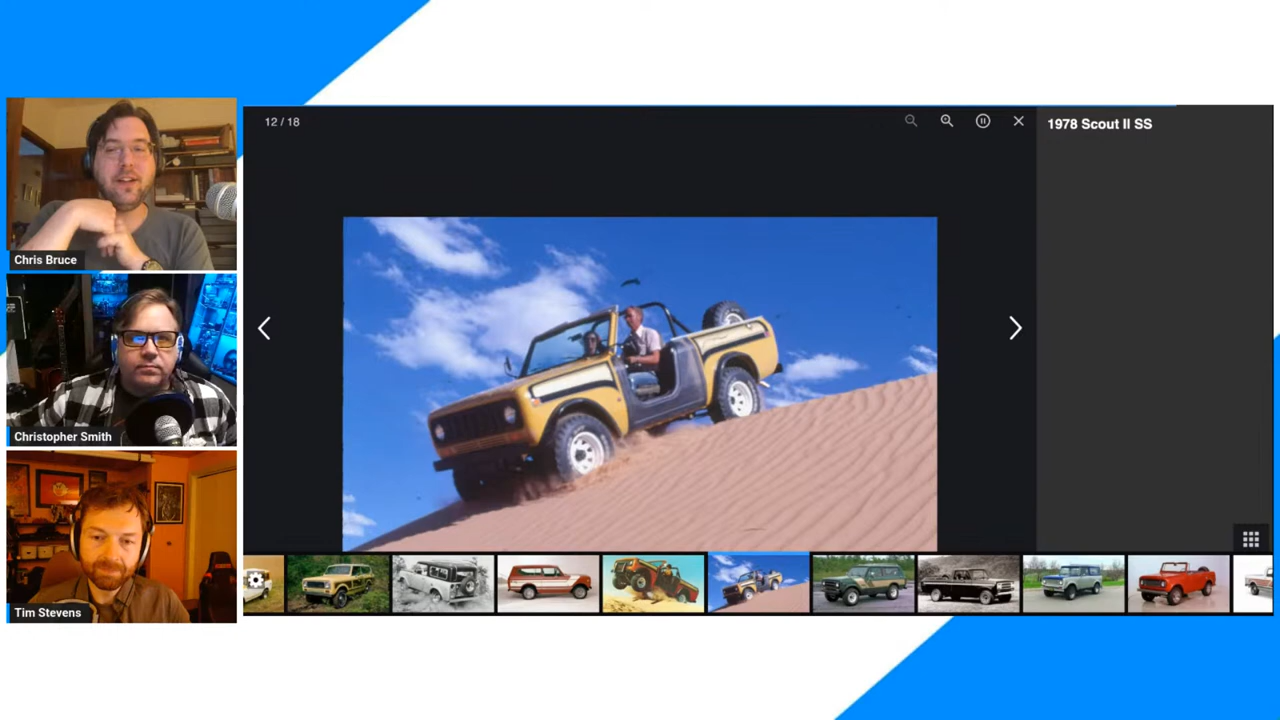 12 / 18
1978 Scout II SS
Chris Bruce
Christopher Smith
Tim Stevens